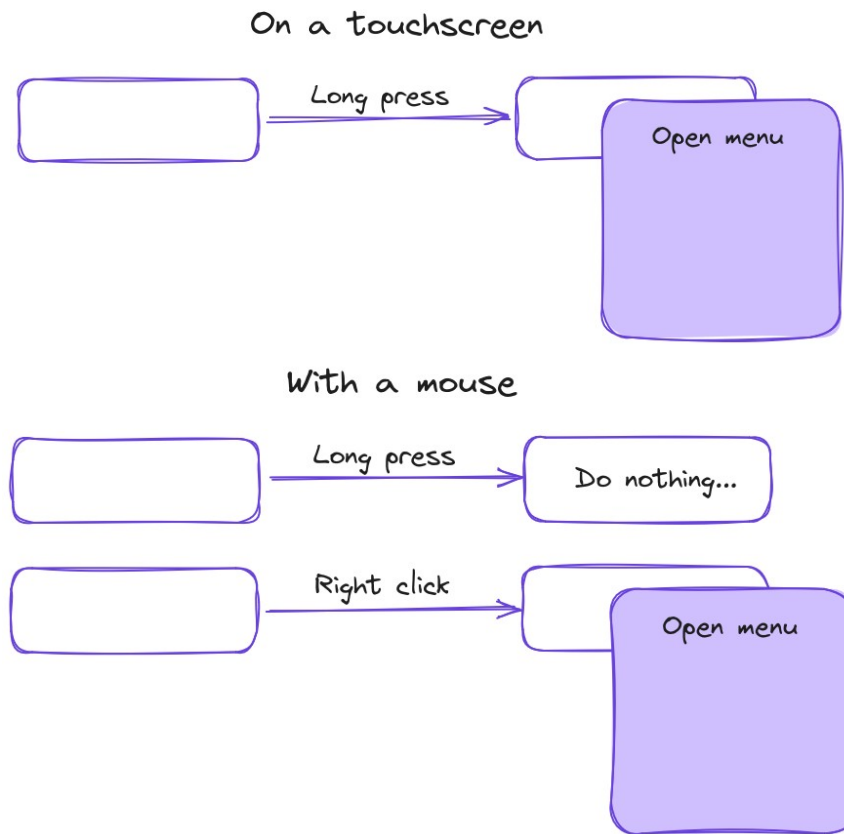 On a touchscreen
Long press
Open menu
With a mouse
Long press
Do nothing...
Right click
Open menu